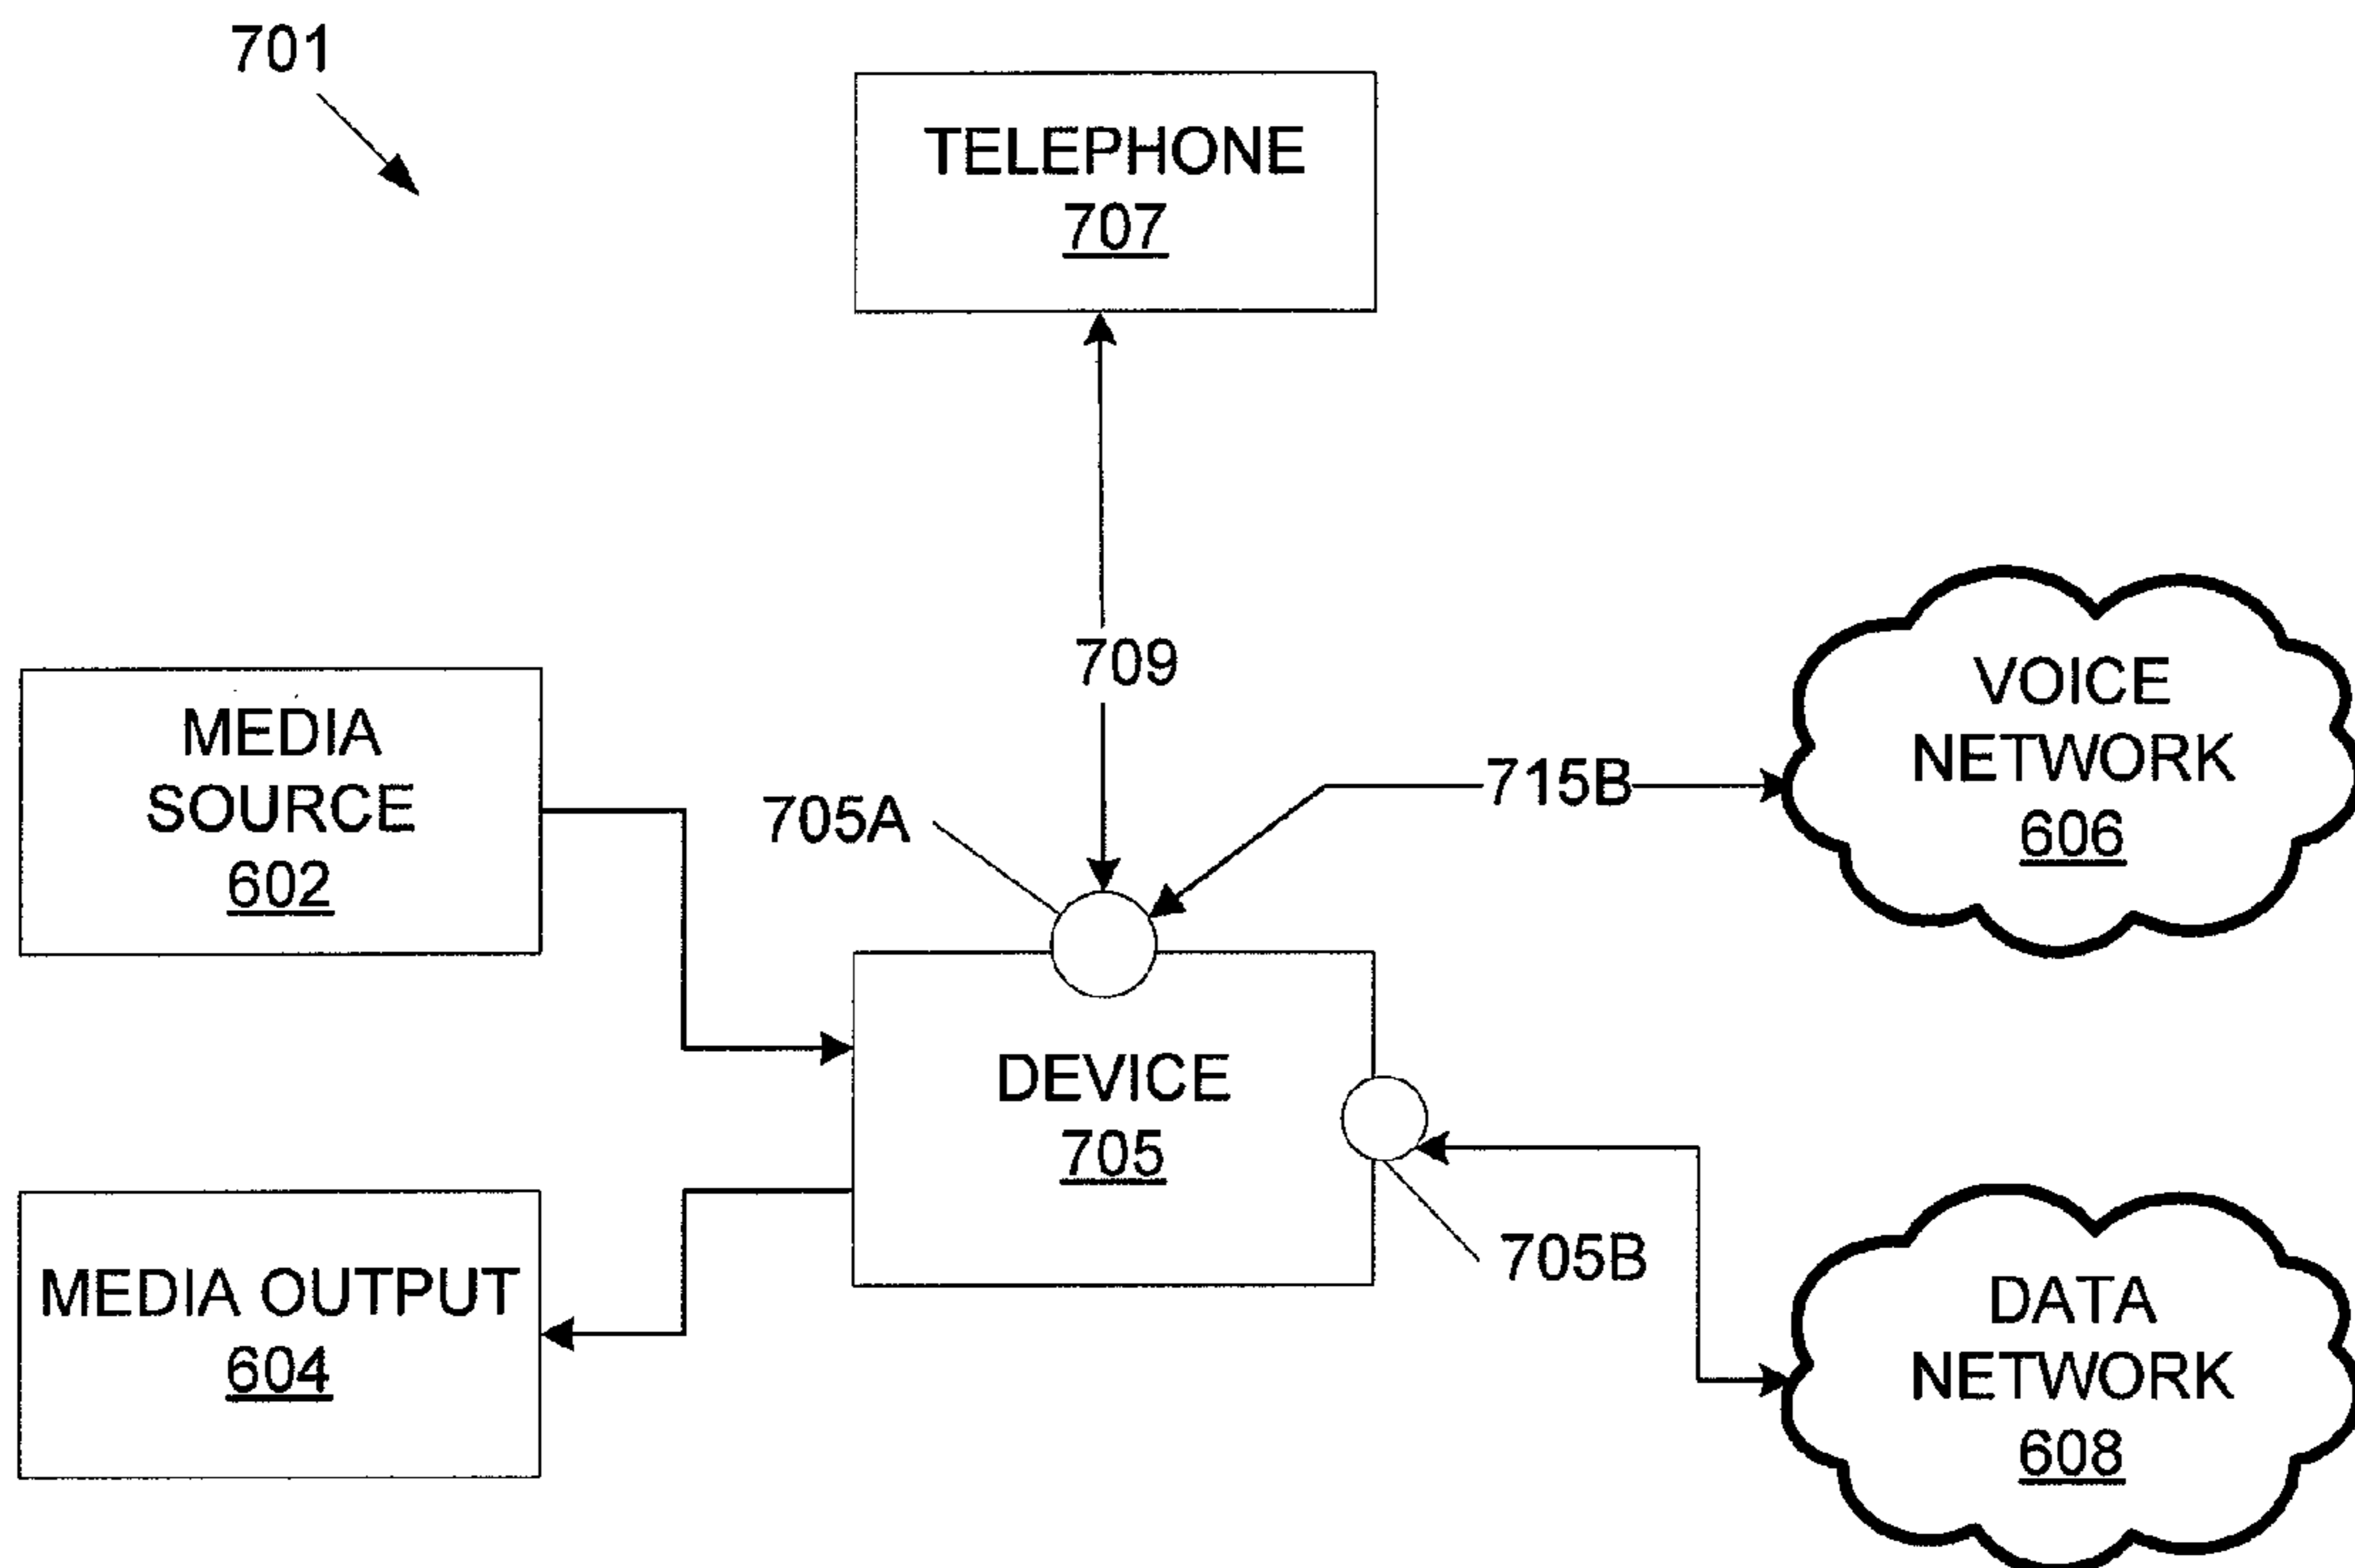 701
TELEPHONE
707
709
MEDIA
SOURCE
602
705A
715B
VOICE
NETWORK
606
DEVICE
705
705B
MEDIA OUTPUT
604
DATA
NETWORK
608